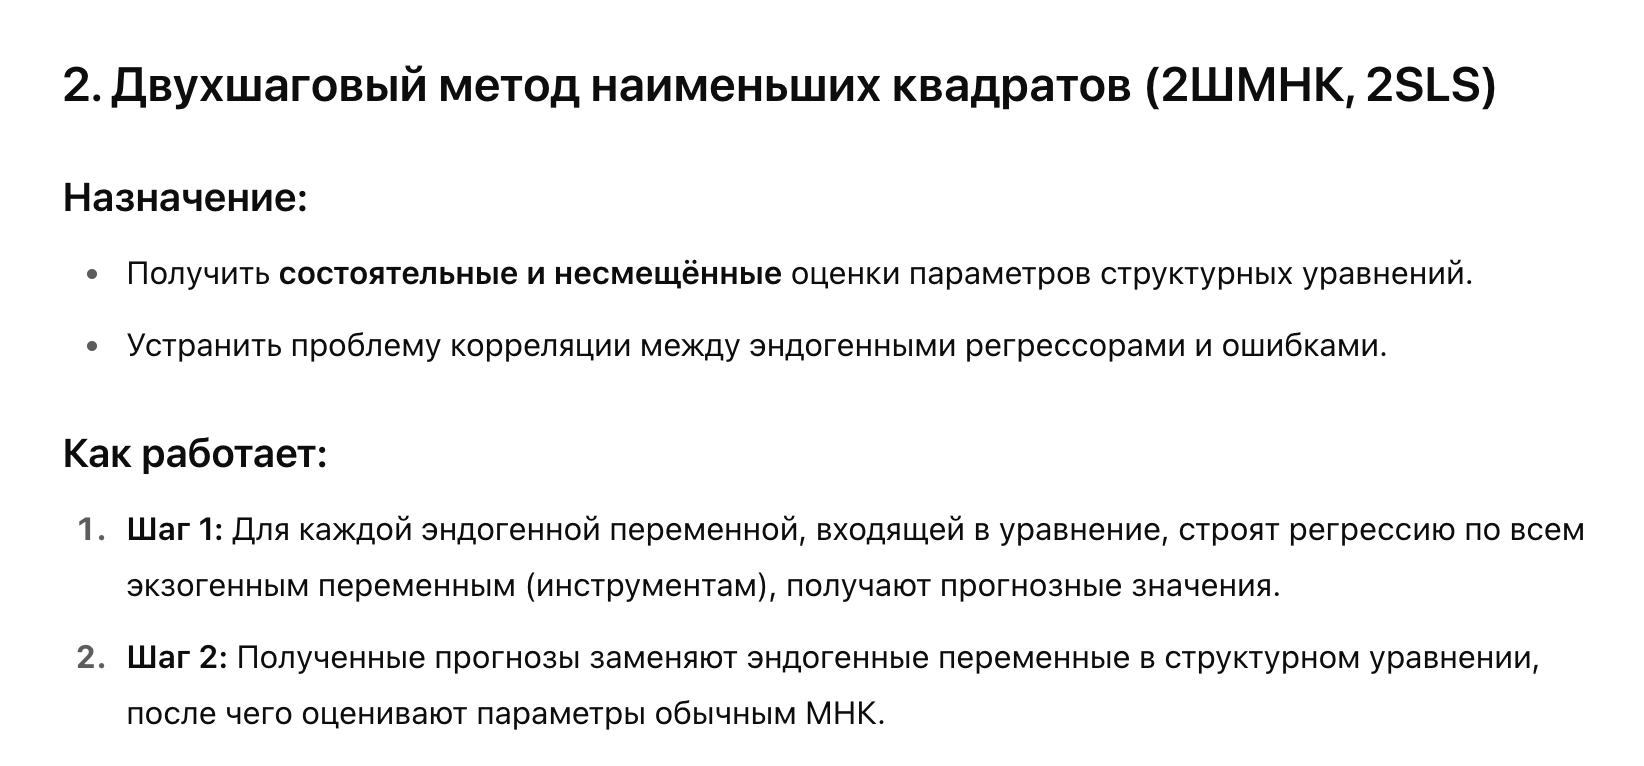 2. Двухшаговый метод наименьших квадратов (2ШМНК, 2SLS)
Назначение:
• Получить состоятельные и несмещённые оценки параметров структурных уравнений.
• Устранить проблему корреляции между эндогенными регрессорами и ошибками.
Как работает:
1. Шаг 1: Для каждой эндогенной переменной, входящей в уравнение, строят регрессию по всем
экзогенным переменным (инструментам), получают прогнозные значения.
2. Шаг 2: Полученные прогнозы заменяют эндогенные переменные в структурном уравнении,
после чего оценивают параметры обычным МНК.